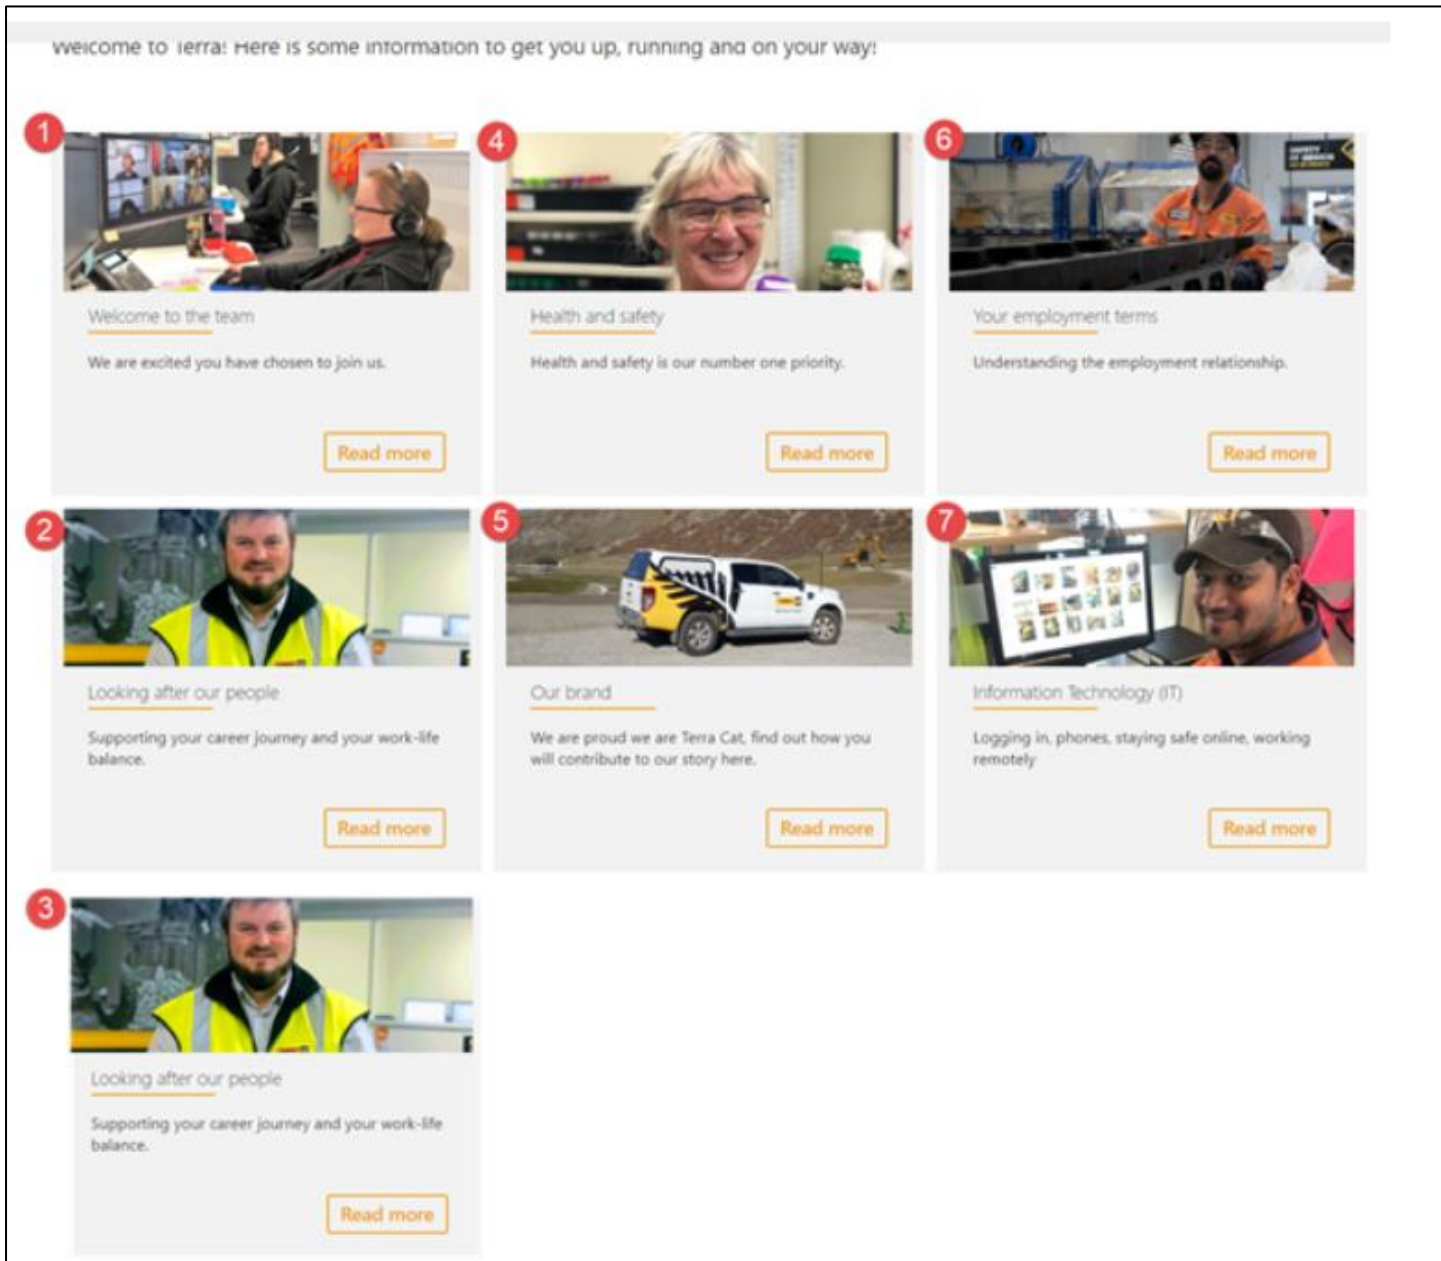 Welcome to Terra! Here is some information to get you up, running and on your way!
1
4
6
Welcome to the team
We are excited you have chosen to join us.
Read more
Health and safety
Health and safety is our number one priority.
Read more
Your employment terms
Understanding the employment relationship.
Read more
2
5
7
Looking after our people
Supporting your career journey and your work-life
balance.
Read more
Our brand
We are proud we are Terra Cat, find out how you
will contribute to our story here.
Read more
Information Technology (IT)
Logging in, phones, staying safe online, working
remotely
Read more
3
Looking after our people
Supporting your career journey and your work-life
balance.
Read more